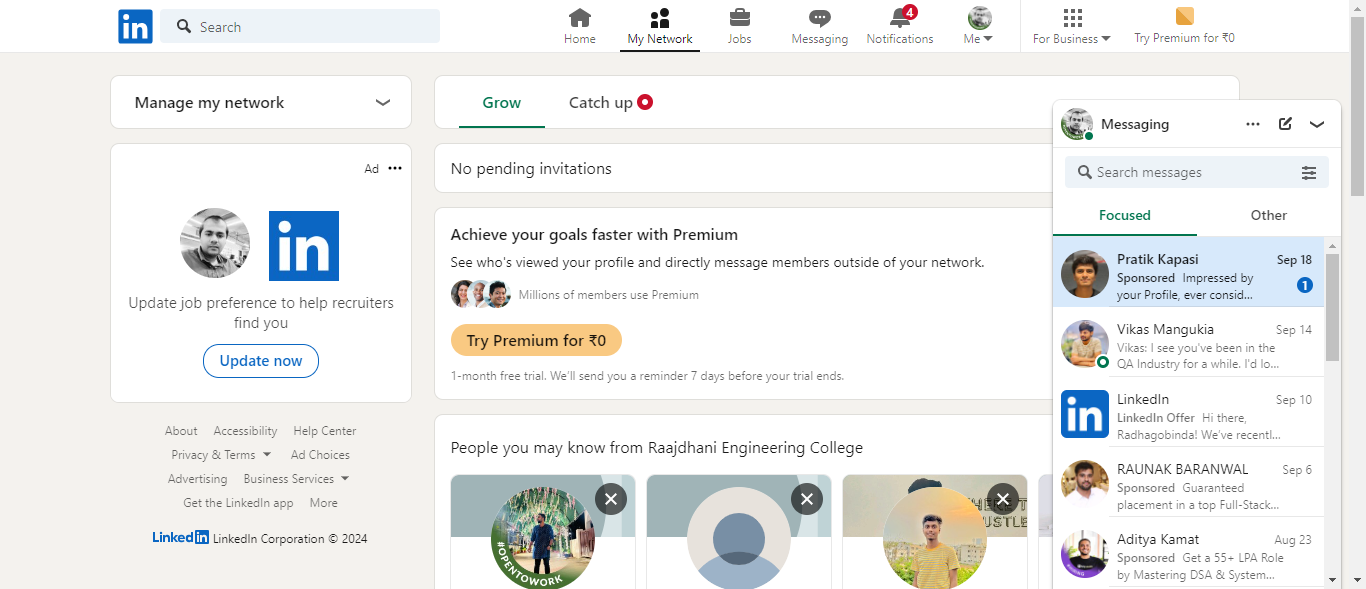 in
Search
Home
My Network
Jobs
Messaging
4
Notifications
Me
For Business
Try Premium for ₹0
Manage my network
Ad
in
Update job preference to help recruiters
find you
Update now
About Accessibility Help Center
Privacy & Terms Ad Choices
Advertising Business Services
Get the LinkedIn app More
LinkedIn LinkedIn Corporation © 2024
Grow
Catch up
No pending invitations
Achieve your goals faster with Premium
See who's viewed your profile and directly message members outside of your network.
Millions of members use Premium
Try Premium for ₹0
1-month free trial. We'll send you a reminder 7 days before your trial ends.
People you may know from Raajdhani Engineering College
#OPENTOWORK
HERE T
USTLE
Messaging
Search messages
Focused
Other
Pratik Kapasi Sep 18
Sponsored Impressed by
your Profile, ever consid...
1
Vikas Mangukia Sep 14
Vikas: I see you've been in the
QA Industry for a while. I'd lo...
in
LinkedIn Sep 10
LinkedIn Offer Hi there,
Radhagobinda! We've recentl...
RAUNAK BARANWAL Sep 6
Sponsored Guaranteed
placement in a top Full-Stack...
Aditya Kamat Aug 23
Sponsored Get a 55+ LPA Role
by Mastering DSA & System...